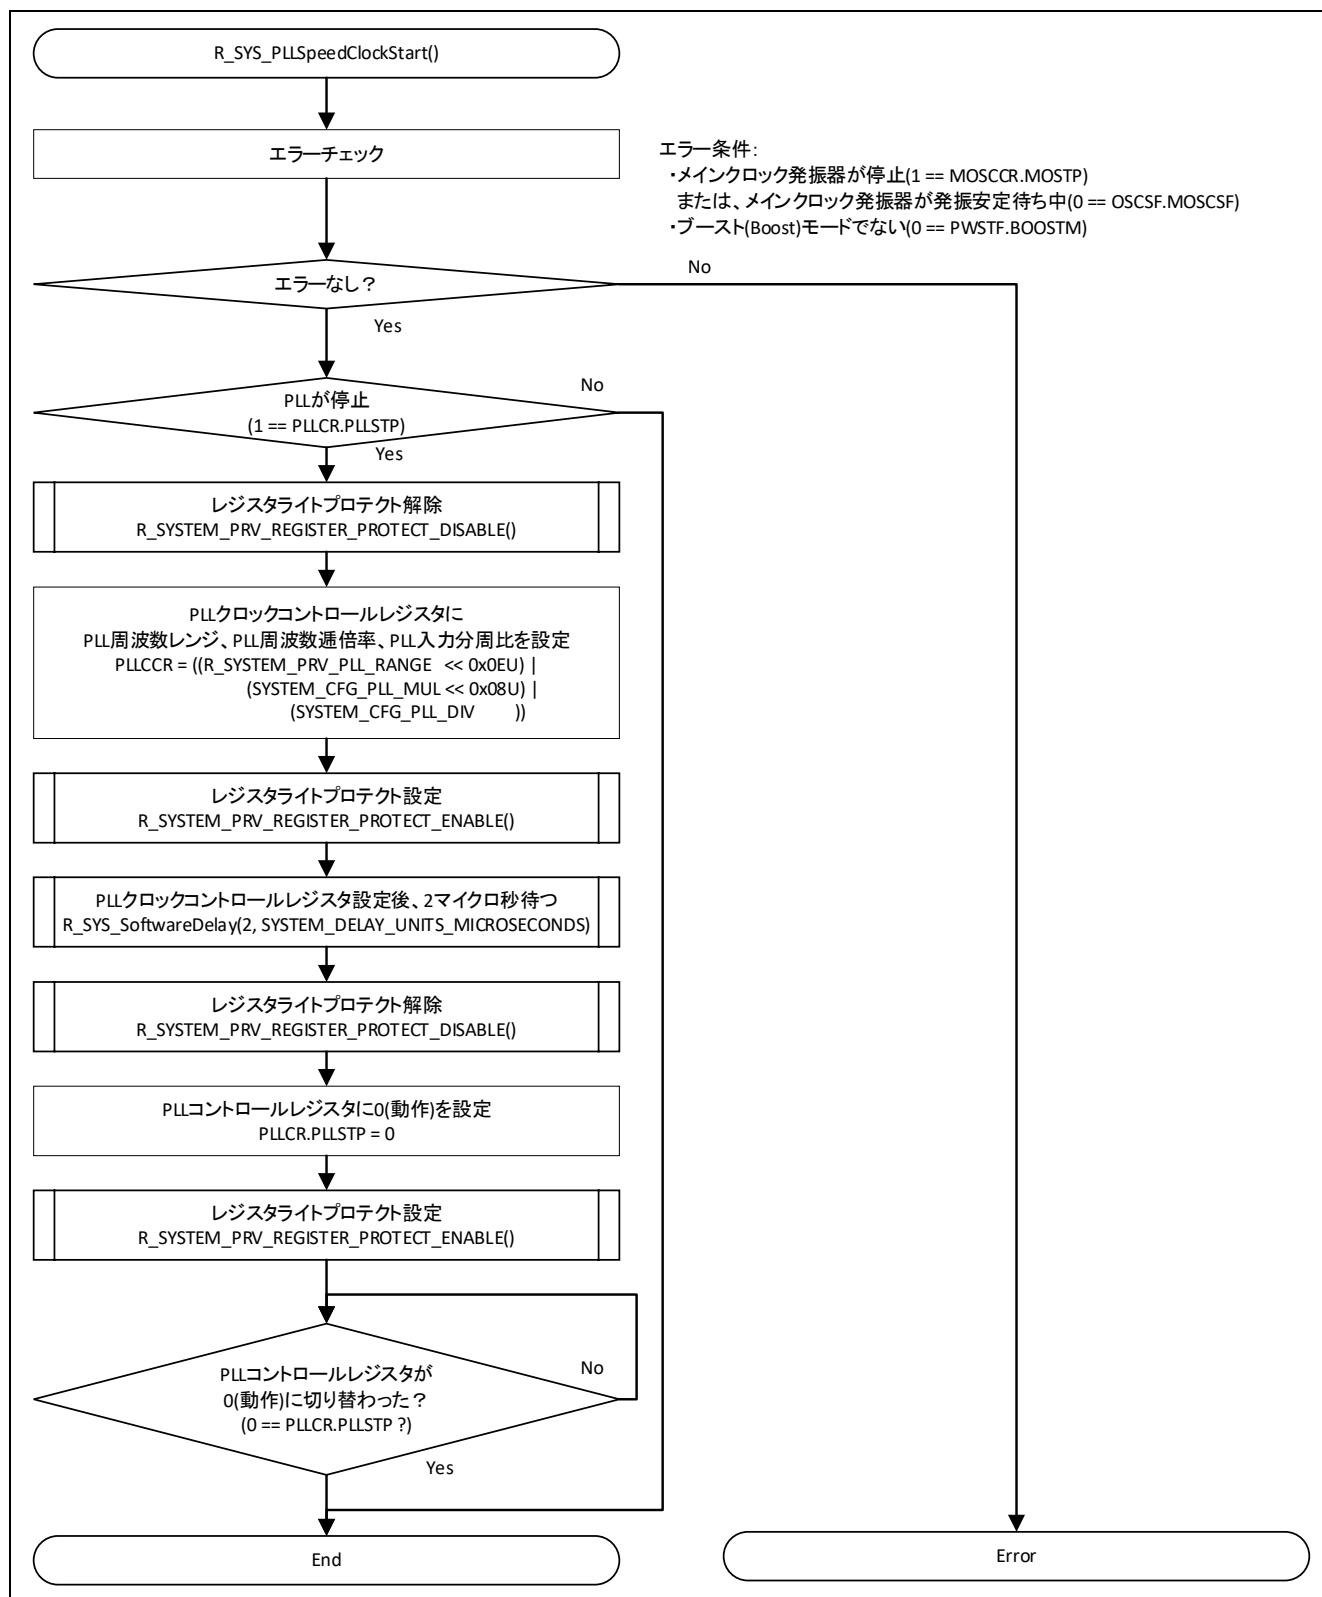 R_SYS_PLLSpeedClockStart()
エラーチェック
エラー条件:
・メインクロック発振器が停止(1 == MOSCCR.MOSTP)
または、メインクロック発振器が発振安定待ち中(0 == OSCSF.MOSCSF)
・ブースト(Boost)モードでない(0 == PWSTF.BOOSTM)
エラーなし？
No
Yes
PLLが停止
(1 == PLLCR.PLLSTP)
No
Yes
レジスタライトプロテクト解除
R_SYSTEM_PRV_REGISTER_PROTECT_DISABLE()
PLLクロックコントロールレジスタに
PLL周波数レンジ、PLL周波数逓倍率、PLL入力分周比を設定
PLLCCR = ((R_SYSTEM_PRV_PLL_RANGE << 0x0EU) |
(SYSTEM_CFG_PLL_MUL << 0x08U) |
(SYSTEM_CFG_PLL_DIV ))
レジスタライトプロテクト設定
R_SYSTEM_PRV_REGISTER_PROTECT_ENABLE()
PLLクロックコントロールレジスタ設定後、2マイクロ秒待つ
R_SYS_SoftwareDelay(2, SYSTEM_DELAY_UNITS_MICROSECONDS)
レジスタライトプロテクト解除
R_SYSTEM_PRV_REGISTER_PROTECT_DISABLE()
PLLコントロールレジスタに0(動作)を設定
PLLCR.PLLSTP = 0
レジスタライトプロテクト設定
R_SYSTEM_PRV_REGISTER_PROTECT_ENABLE()
PLLコントロールレジスタが
0(動作)に切り替わった？
(0 == PLLCR.PLLSTP ?)
No
Yes
End
Error